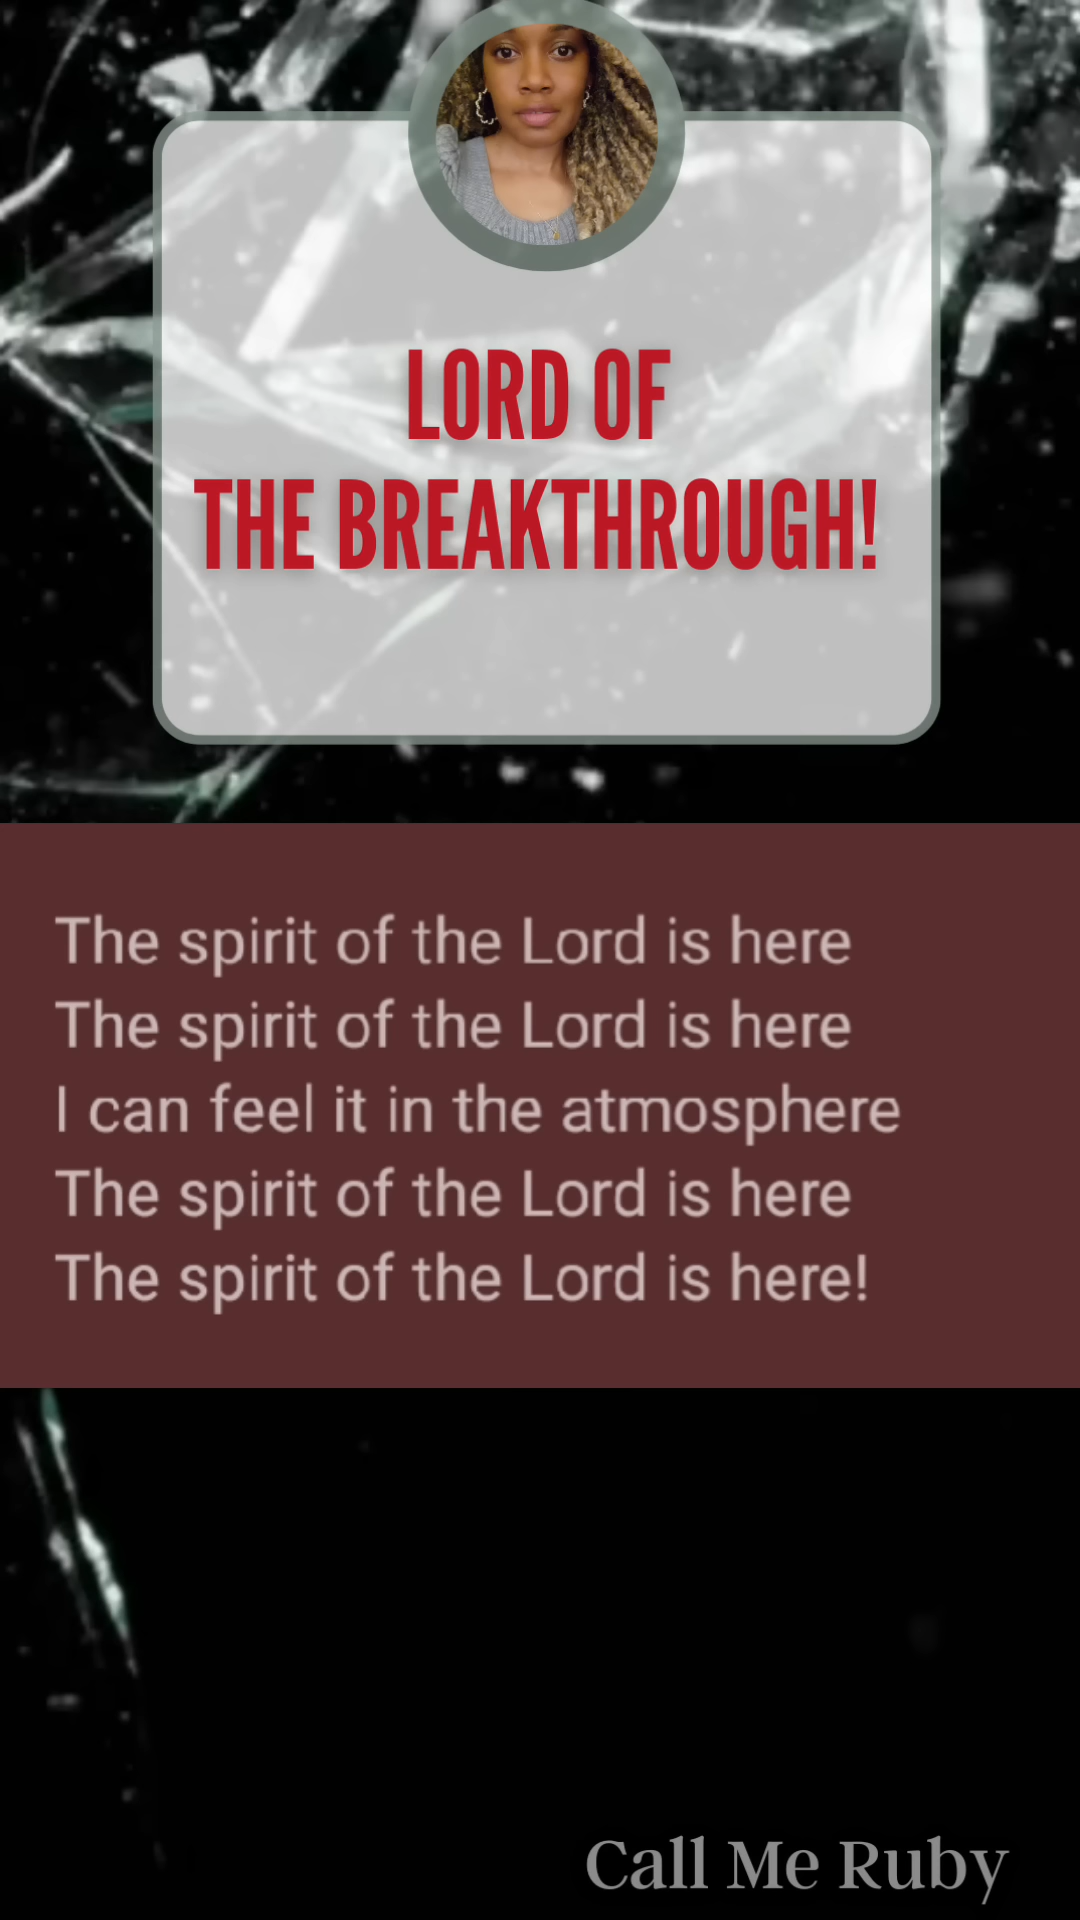 LORD OF
THE BREAKTHROUGH!
The spirit of the Lord is here
The spirit of the Lord is here
I can feel it in the atmosphere
The spirit of the Lord is here
The spirit of the Lord is here!
Call Me Ruby